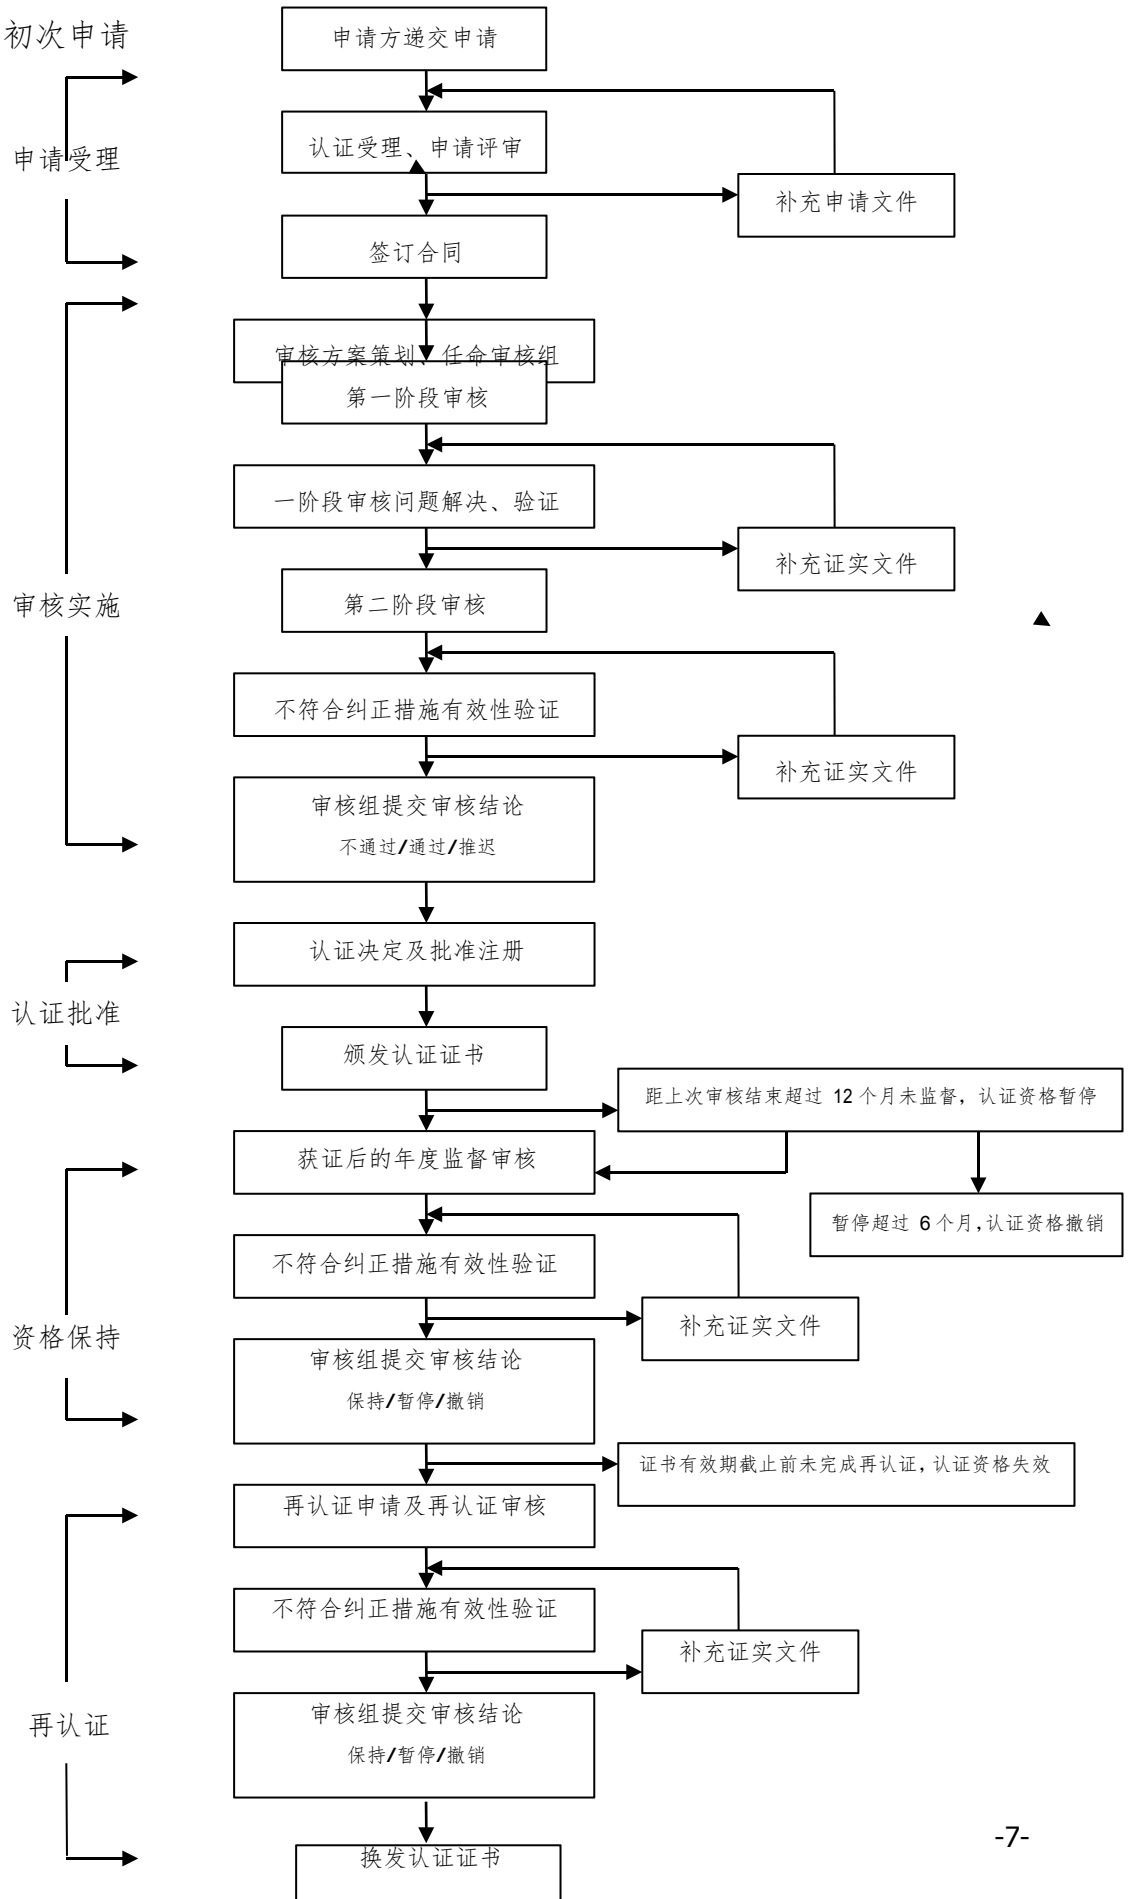 初次申请
申请方递交申请
认证受理、申请评审
申请受理
补充申请文件
签订合同
审核方案策划、任命审核组
第一阶段审核
一阶段审核问题解决、验证
补充证实文件
第二阶段审核
审核实施
不符合纠正措施有效性验证
补充证实文件
审核组提交审核结论
不通过/通过/推迟
认证决定及批准注册
认证批准
颁发认证证书
距上次审核结束超过 12 个月未监督，认证资格暂停
获证后的年度监督审核
暂停超过 6 个月,认证资格撤销
不符合纠正措施有效性验证
补充证实文件
资格保持
审核组提交审核结论
保持/暂停/撤销
证书有效期截止前未完成再认证,认证资格失效
再认证申请及再认证审核
不符合纠正措施有效性验证
补充证实文件
审核组提交审核结论
再认证
保持/暂停/撤销
-7-
换发认证证书